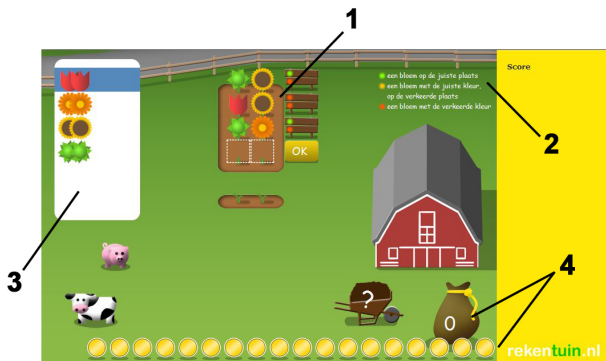 1
een bloem op de juiste plaats
een bloem met de juiste kleur,
op de verkeerde plaats
een bloem met de verkeerde kleur
Score
2
OK
3
4
?
0
rekentuin.nl